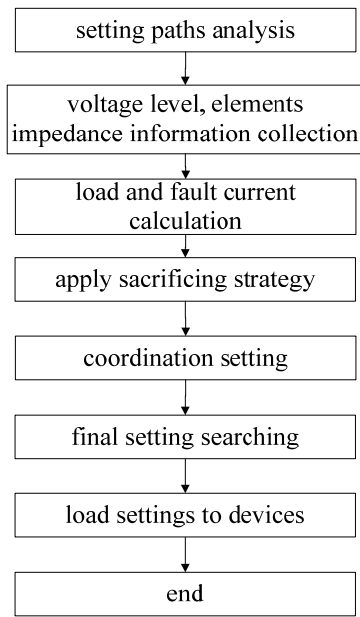 setting paths analysis
voltage level, elements
impedance information collection
load and fault current
calculation
apply sacrificing strategy
coordination setting
final setting searching
load settings to devices
end